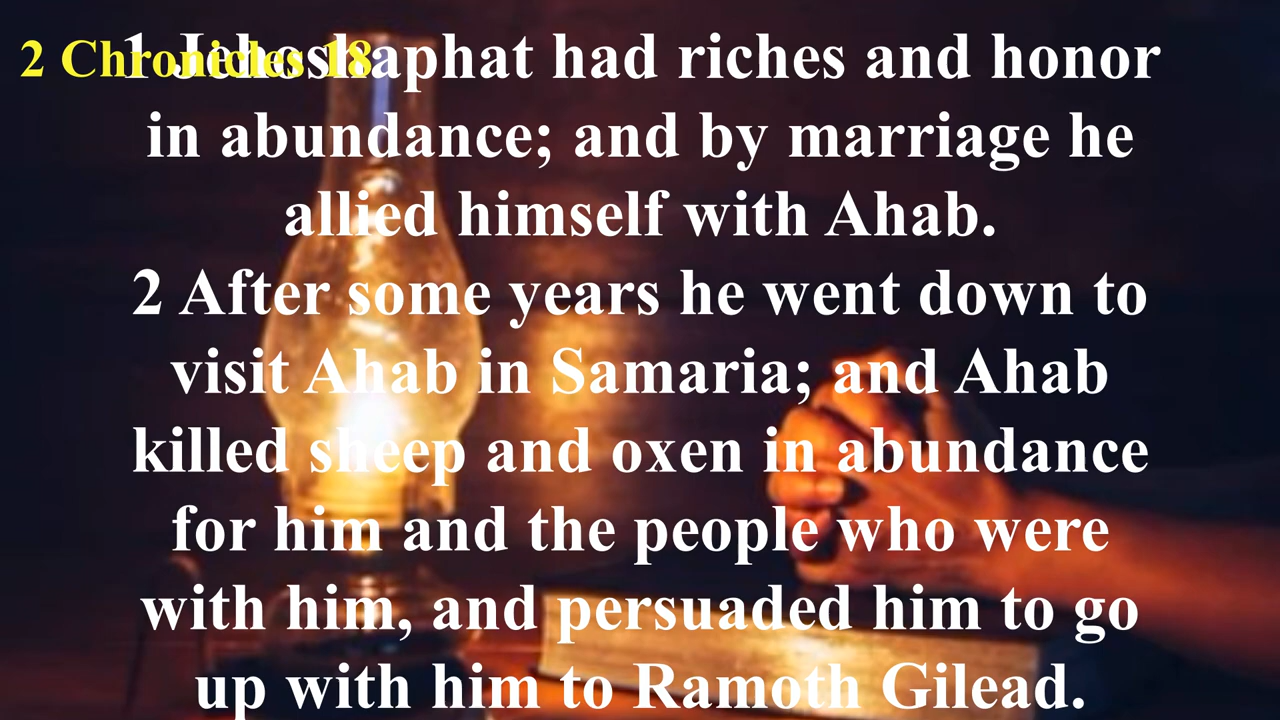 2 Chronicles 18
1 Jehoshaphat had riches and honor
in abundance; and by marriage he
allied himself with Ahab.
2 After some years he went down to
visit Ahab in Samaria; and Ahab
killed sheep and oxen in abundance
for him and the people who were
with him, and persuaded him to go
up with him to Ramoth Gilead.